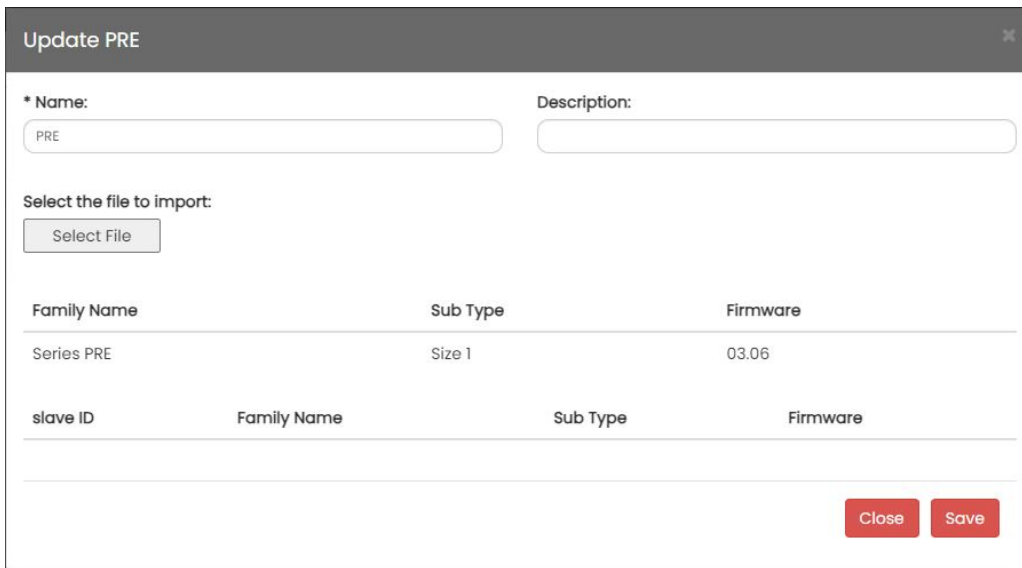 Update PRE ×
* Name: Description:
PRE
Select the file to import:
Select File
Family Name Sub Type Firmware
Series PRE Size 1 03.06
slave ID Family Name Sub Type Firmware
Close Save